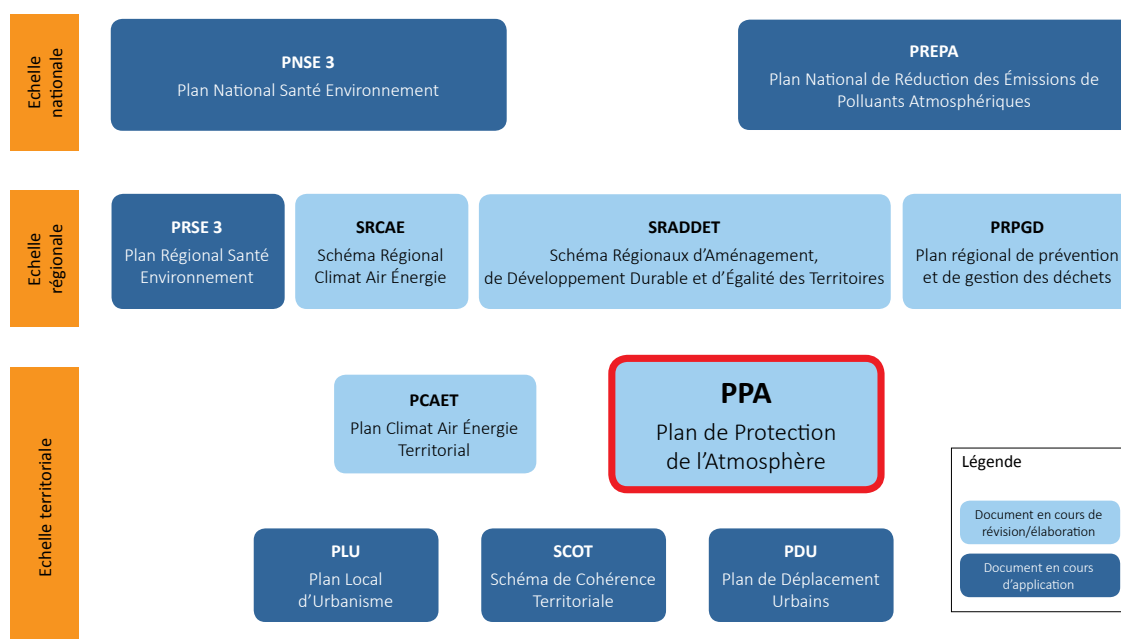 Echelle
nationale
PNSE 3
Plan National Santé Environnement
PREPA
Plan National de Réduction des Émissions de
Polluants Atmosphériques
Echelle
régionale
PRSE 3
Plan Régional Santé
Environnement
SRCAE
Schéma Régional
Climat Air Énergie
SRADDET
Schéma Régionaux d'Aménagement,
de Développement Durable et d'Égalité des Territoires
PRPGD
Plan régional de prévention
et de gestion des déchets
Echelle territoriale
PCAET
Plan Climat Air Énergie
Territorial
PPA
Plan de Protection
de l'Atmosphère
PLU
Plan Local
d'Urbanisme
SCOT
Schéma de Cohérence
Territoriale
PDU
Plan de Déplacement
Urbains
Légende
Document en cours de
révision/élaboration
Document en cours
d'application